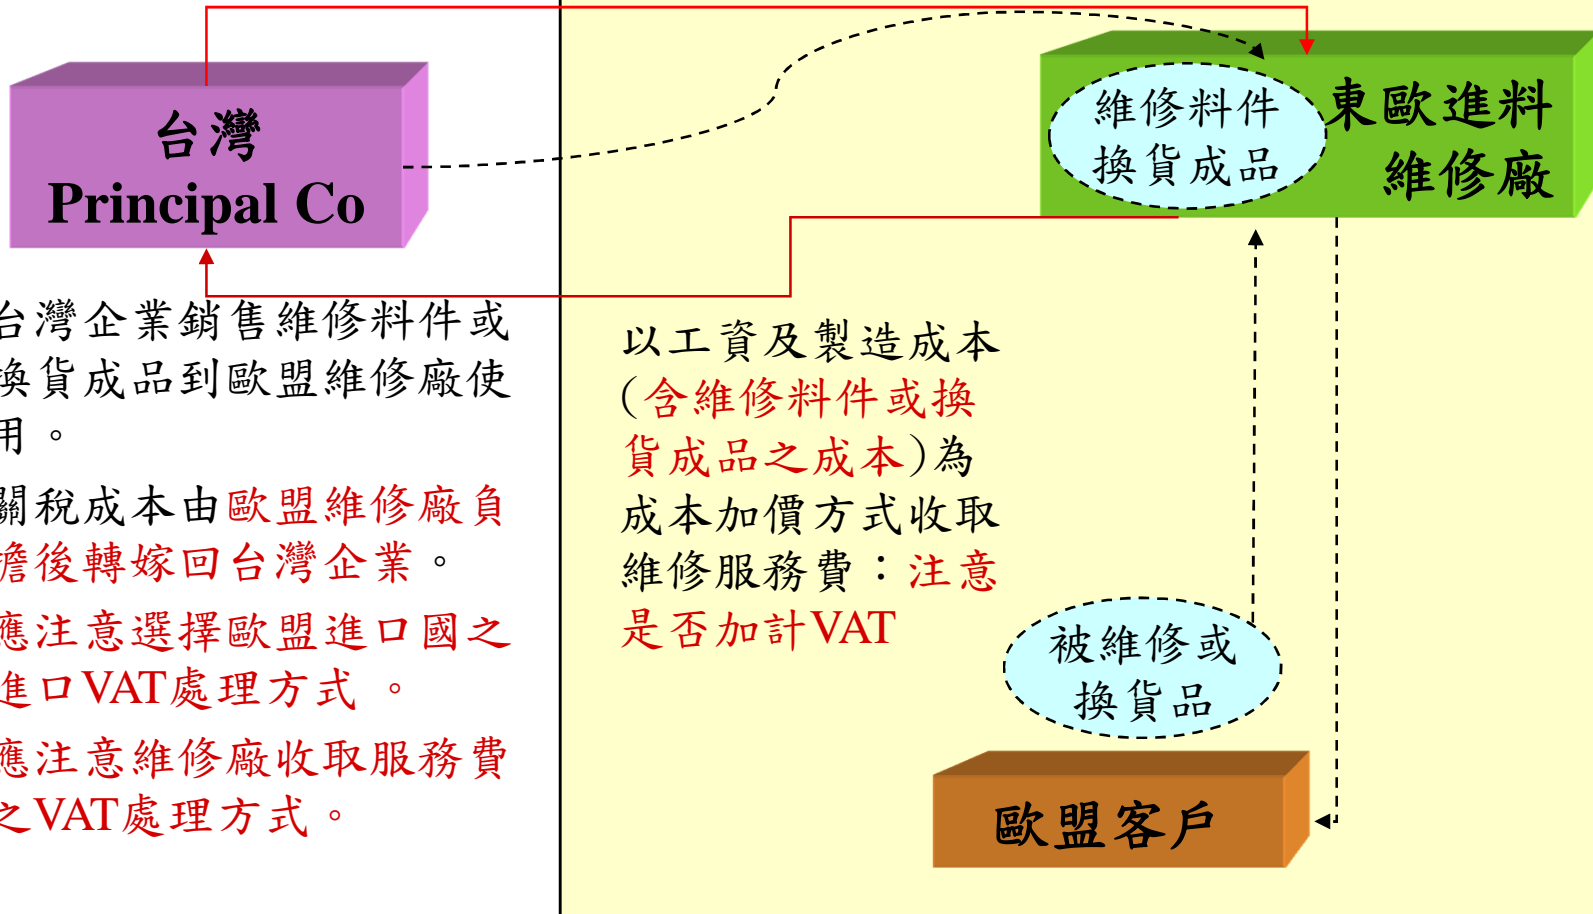 台灣
Principal Co
維修料件
換貨成品
東歐進料
維修廠
台灣企業銷售維修料件或
換貨成品到歐盟維修廠使
用。
關稅成本由歐盟維修廠負
擔後轉嫁回台灣企業。
應注意選擇歐盟進口國之
進口VAT處理方式 。
應注意維修廠收取服務費
之VAT處理方式。
以工資及製造成本
(含維修料件或換
貨成品之成本)為
成本加價方式收取
維修服務費：注意
是否加計VAT
被維修或
換貨品
歐盟客戶